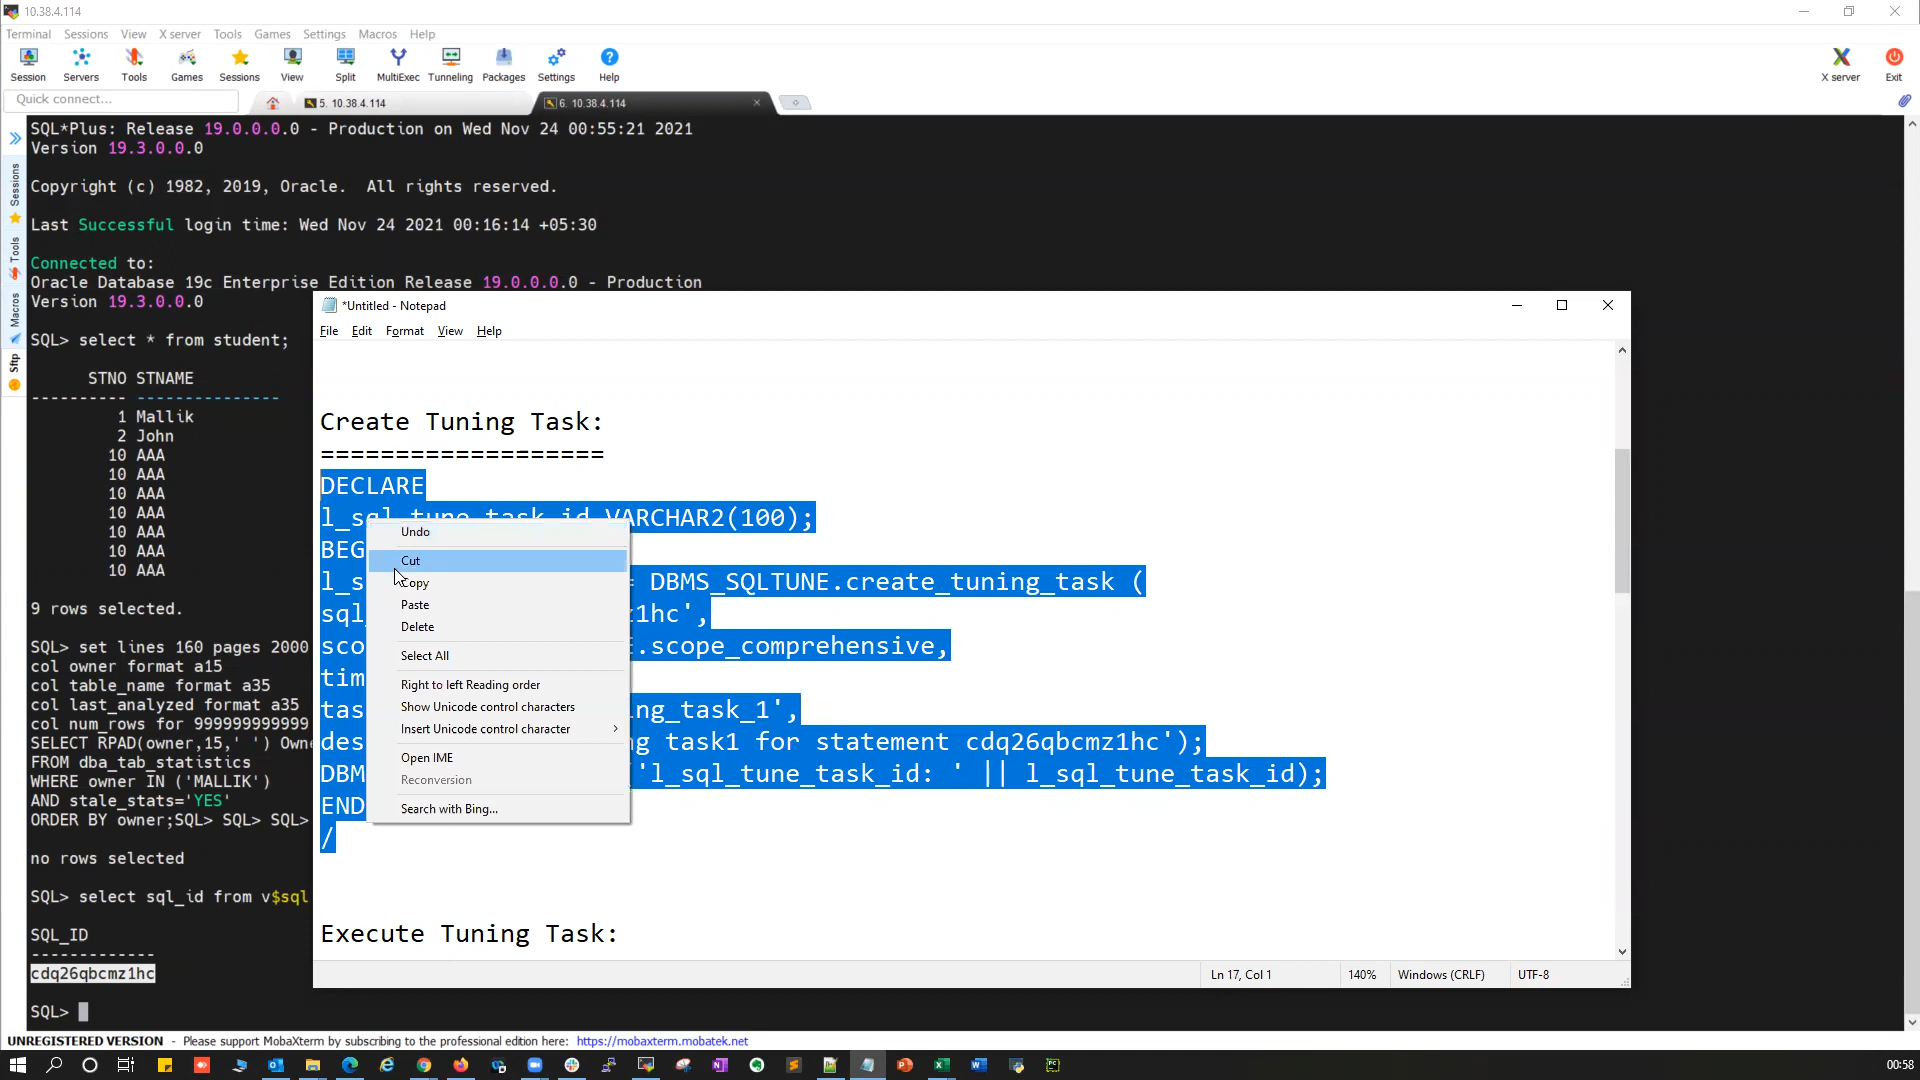 10.38.4.114
Terminal Sessions View X server Tools Games Settings Macros Help
Session Servers Tools Games Sessions View Split MultiExec Tunneling Packages Settings Help X server Exit
Quick connect...
5. 10.38.4.114
6. 10.38.4.114
Sessions
Tools
Macros
Sftp
SQL*Plus: Release 19.0.0.0.0 - Production on Wed Nov 24 00:55:21 2021
Version 19.3.0.0.0
Copyright (c) 1982, 2019, Oracle.  All rights reserved.
Last Successful login time: Wed Nov 24 2021 00:16:14 +05:30
Connected to:
Oracle Database 19c Enterprise Edition Release 19.0.0.0.0 - Production
Version 19.3.0.0.0
SQL> select * from student;
STNO STNAME
---------- ---------------
1 Mallik
2 John
10 AAA
10 AAA
10 AAA
10 AAA
10 AAA
10 AAA
10 AAA
9 rows selected.
SQL> set lines 160 pages 2000
col owner format a15
col table_name format a35
col last_analyzed format a35
col num_rows for 999999999999
SELECT RPAD(owner,15,' ') Own
FROM dba_tab_statistics
WHERE owner IN ('MALLIK')
AND stale_stats='YES'
ORDER BY owner;SQL> SQL> SQL>
no rows selected
SQL> select sql_id from v$sql
SQL_ID
-------------
cdq26qbcmz1hc
SQL>
*Untitled - Notepad
File Edit Format View Help
Create Tuning Task:
===================
DECLARE
l_sql_tune_task_id VARCHAR2(100);
BEG
l_s = DBMS_SQLTUNE.create_tuning_task (
sql z1hc',
sco E.scope_comprehensive,
tim
tas ng_task_1',
des ng task1 for statement cdq26qbcmz1hc');
DBM ('l_sql_tune_task_id: ' || l_sql_tune_task_id);
END
/
Execute Tuning Task:
Undo
Cut
Copy
Paste
Delete
Select All
Right to left Reading order
Show Unicode control characters
Insert Unicode control character
Open IME
Reconversion
Search with Bing...
Ln 17, Col 1 140% Windows (CRLF) UTF-8
UNREGISTERED VERSION - Please support MobaXterm by subscribing to the professional edition here: https://mobaxterm.mobatek.net
00:58